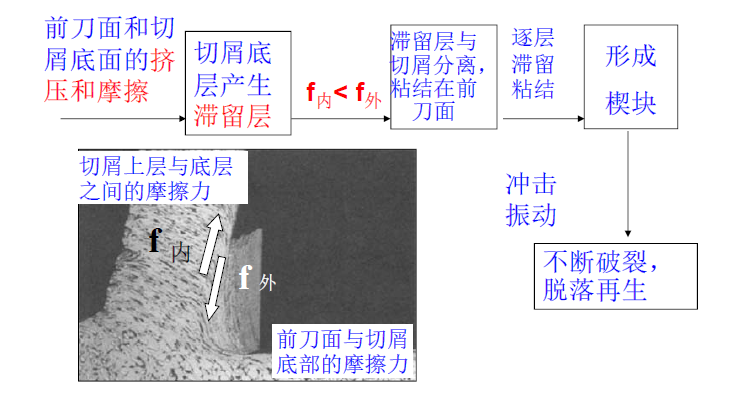 前刀面和切
屑底面的挤
压和摩擦
切屑底
层产生
滞留层
f内< f外
滞留层与
切屑分离，
粘结在前
刀面
逐层
滞留
粘结
形成
楔块
冲击
振动
不断破裂，
脱落再生
切屑上层与底层
之间的摩擦力
f 内
f 外
前刀面与切屑
底部的摩擦力